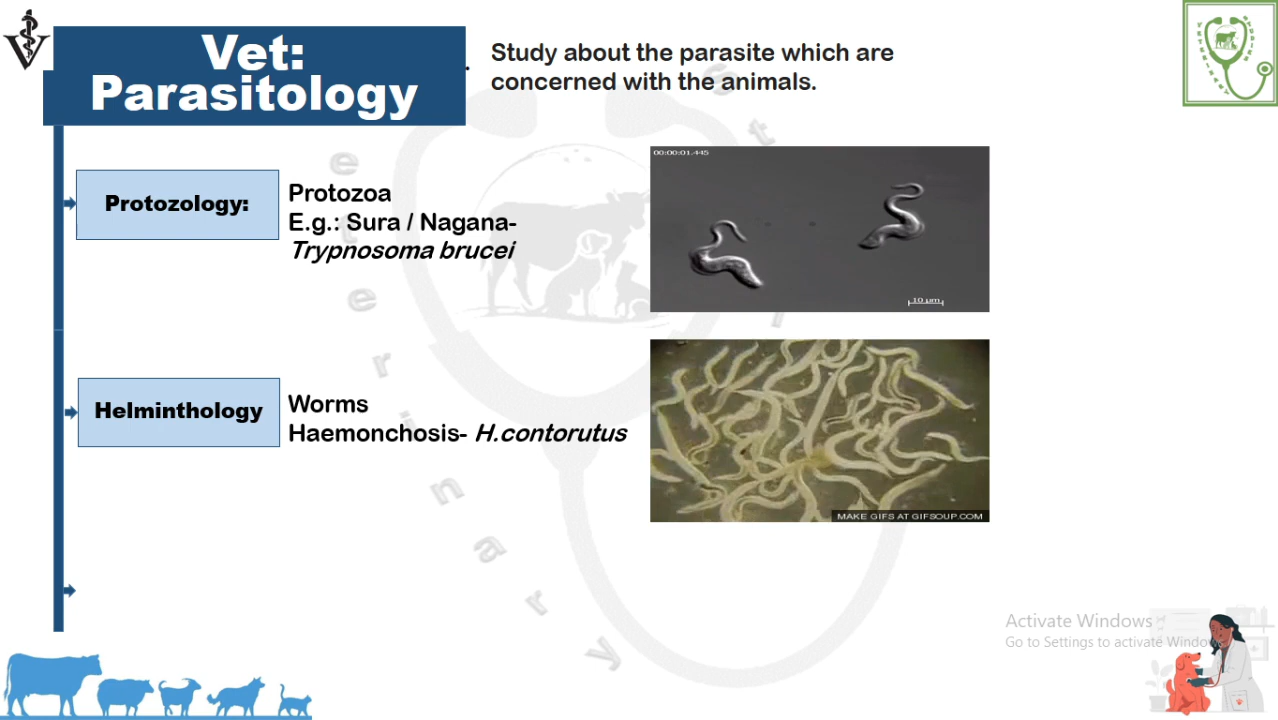 Vet:
Parasitology
. Study about the parasite which are
concerned with the animals.
Protozology:
Protozoa
E.g.: Sura / Nagana-
Trypnosoma brucei
00:00:01.445
10 µm
Helminthology
Worms
Haemonchosis- H.contorutus
MAKE GIFS AT GIFSOUP.COM
Activate Windows
Go to Settings to activate Windows